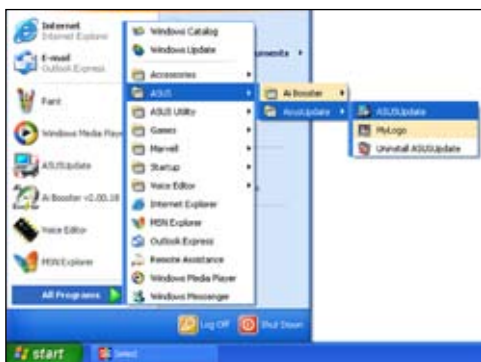 Internet
Internet Explorer
E-mail
Outlook Express
Paint
Windows Media Play
ASUSUpdate
Ai Booster v2.00.18
Voice Editor
MSN Explorer
All Programs
Windows Catalog
Windows Update
Accessories
ASUS
ASUS Utility
Games
Marvell
Startup
Voice Editor
Internet Explorer
MSN Explorer
Outlook Express
Remote Assistance
Windows Media Player
Windows Messenger
cuments
Ai Booster
AsusUpdate
ASUSUpdate
MyLogo
Uninstall ASUSUpdate
Log Off
Shut Down
start